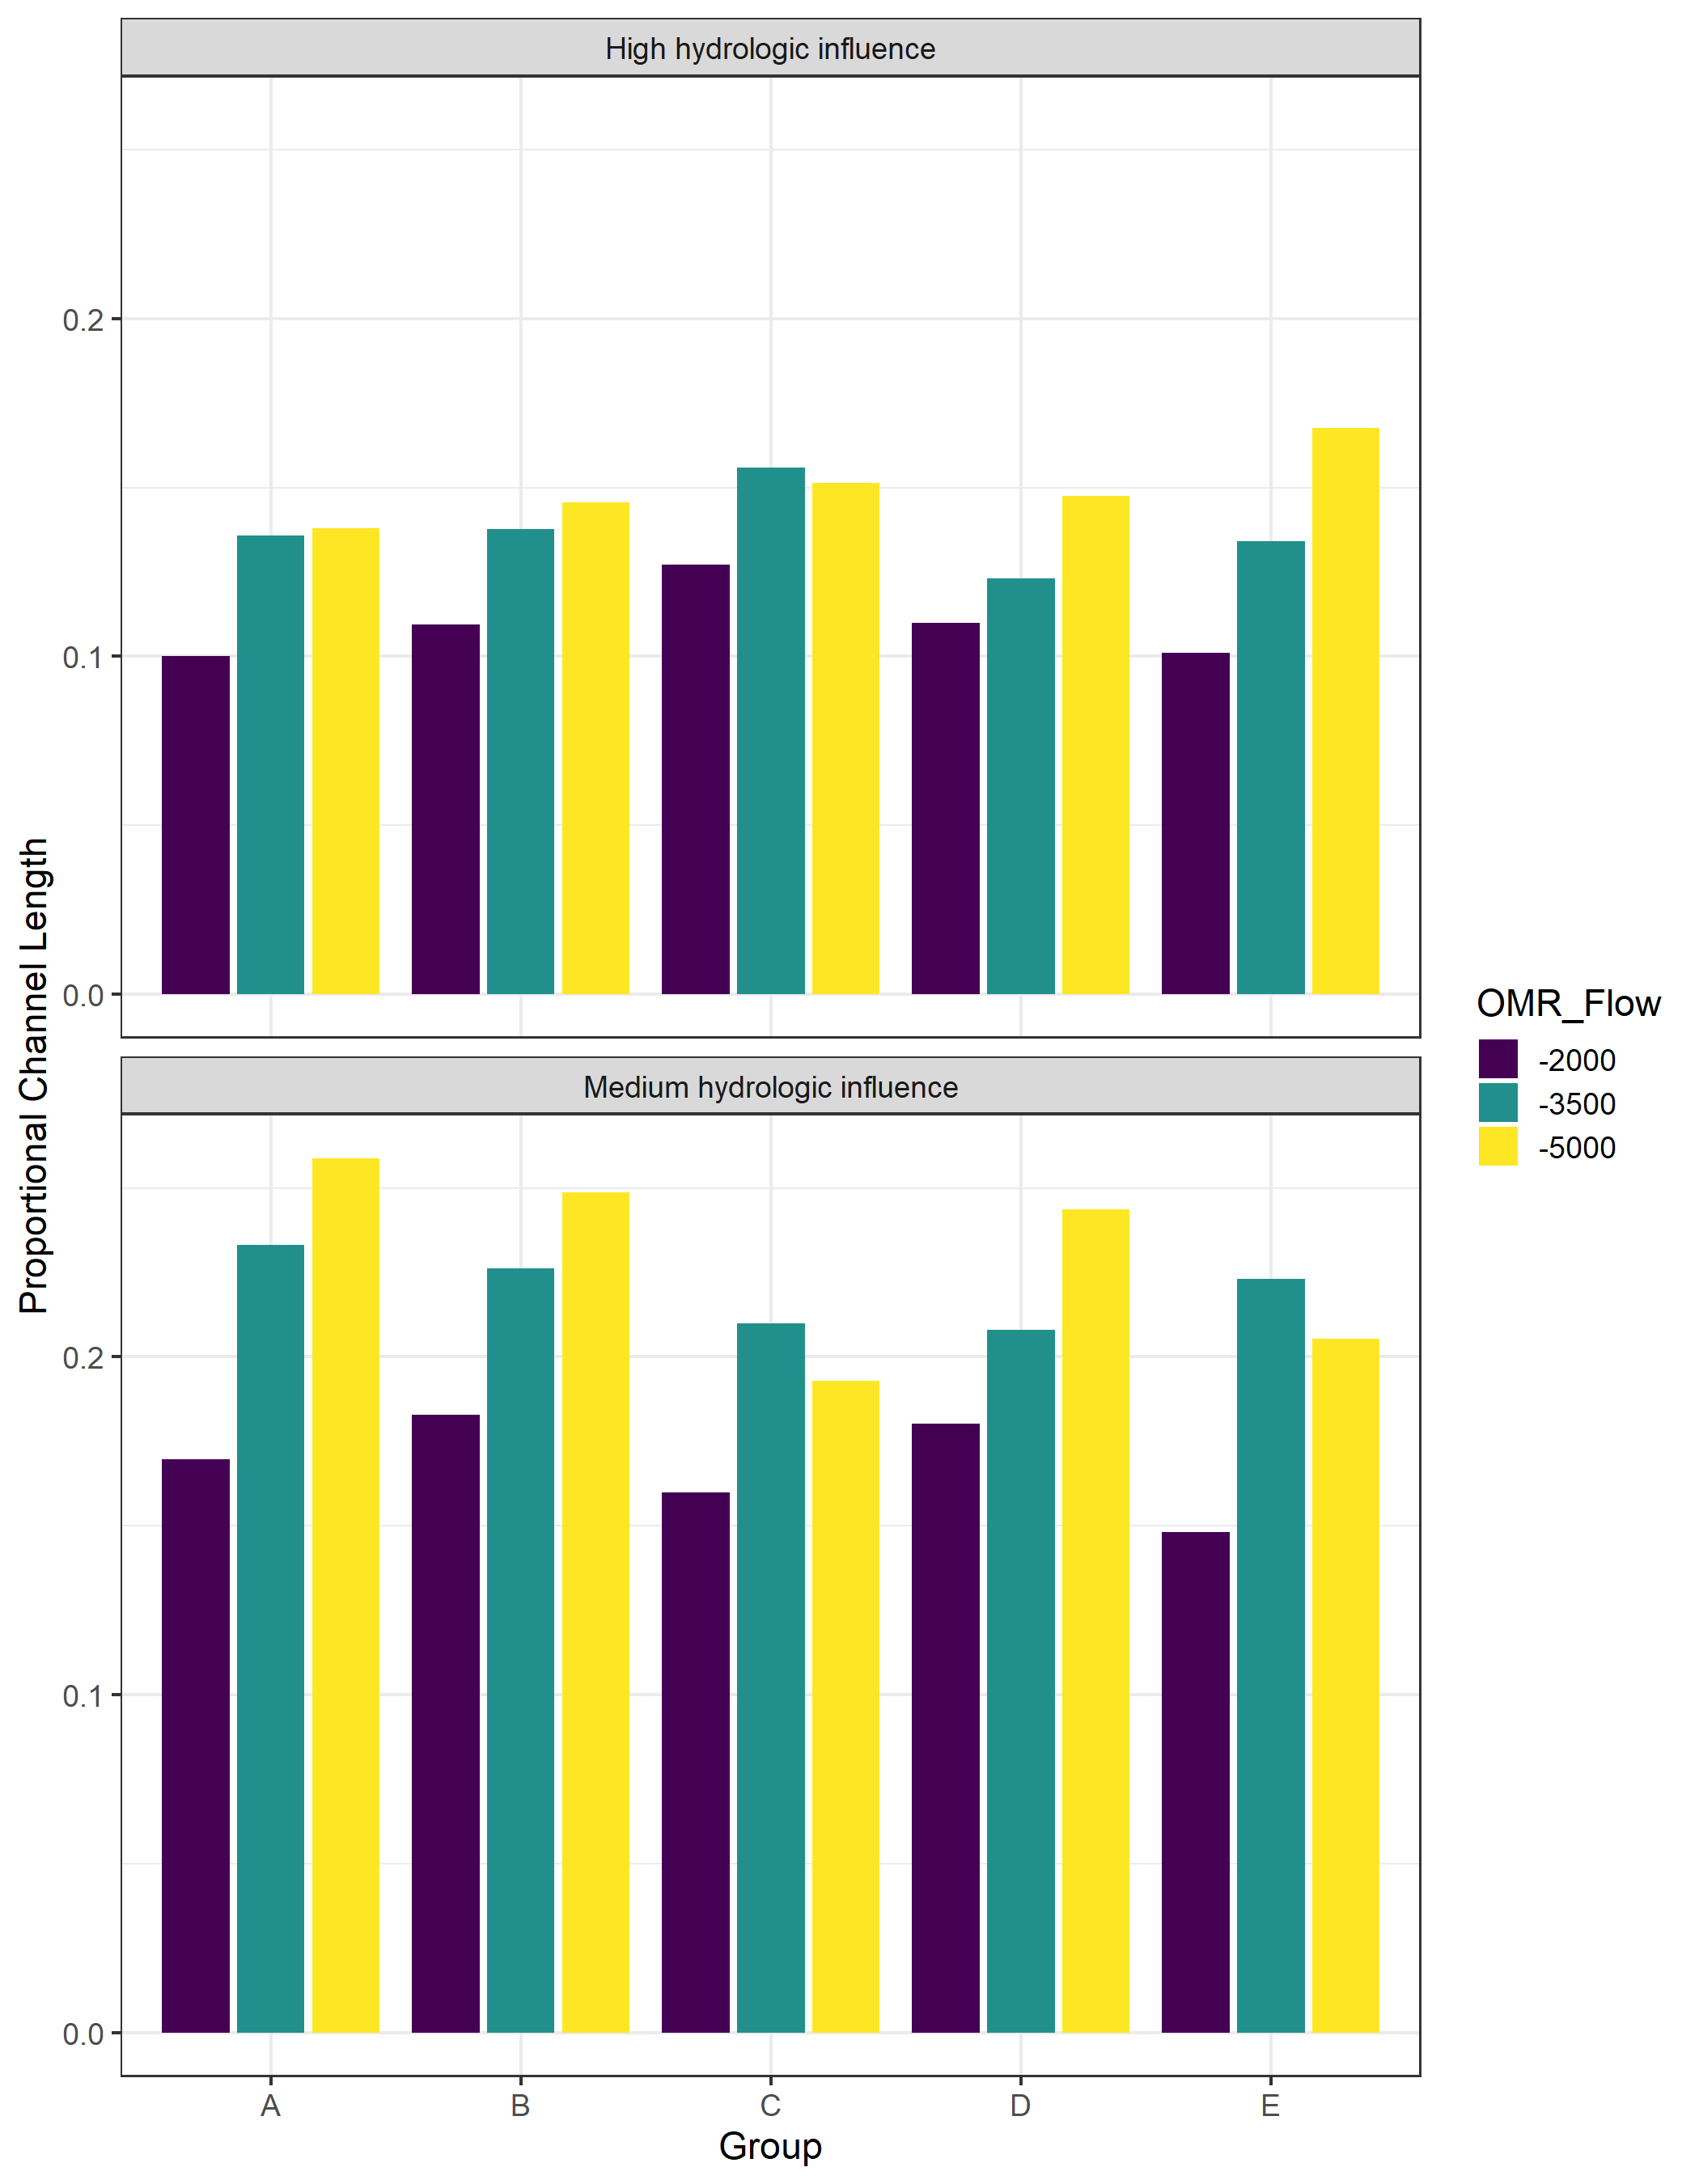 High hydrologic influence
0.2
0.1
0.0
Medium hydrologic influence
0.2
0.1
0.0
A B C D E
Group
Proportional Channel Length
OMR_Flow
-2000
-3500
-5000